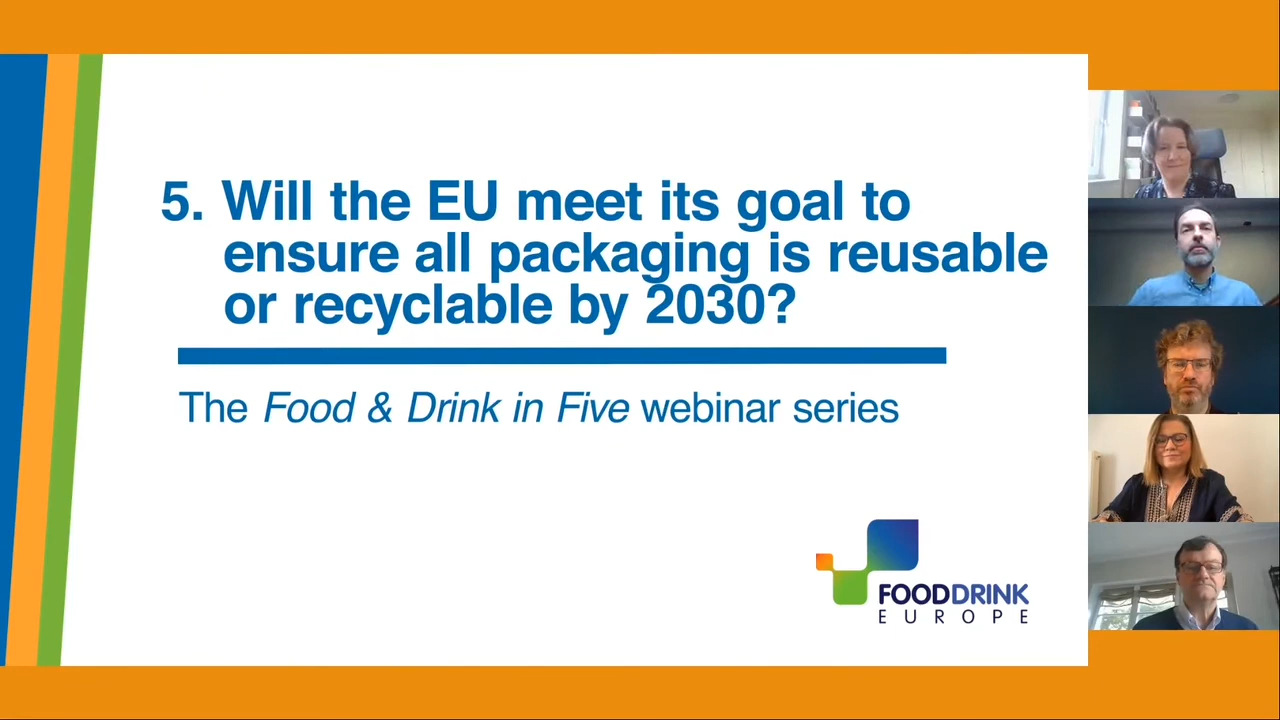 5. Will the EU meet its goal to
ensure all packaging is reusable
or recyclable by 2030?
The Food & Drink in Five webinar series
FOODDRINK
EUROPE